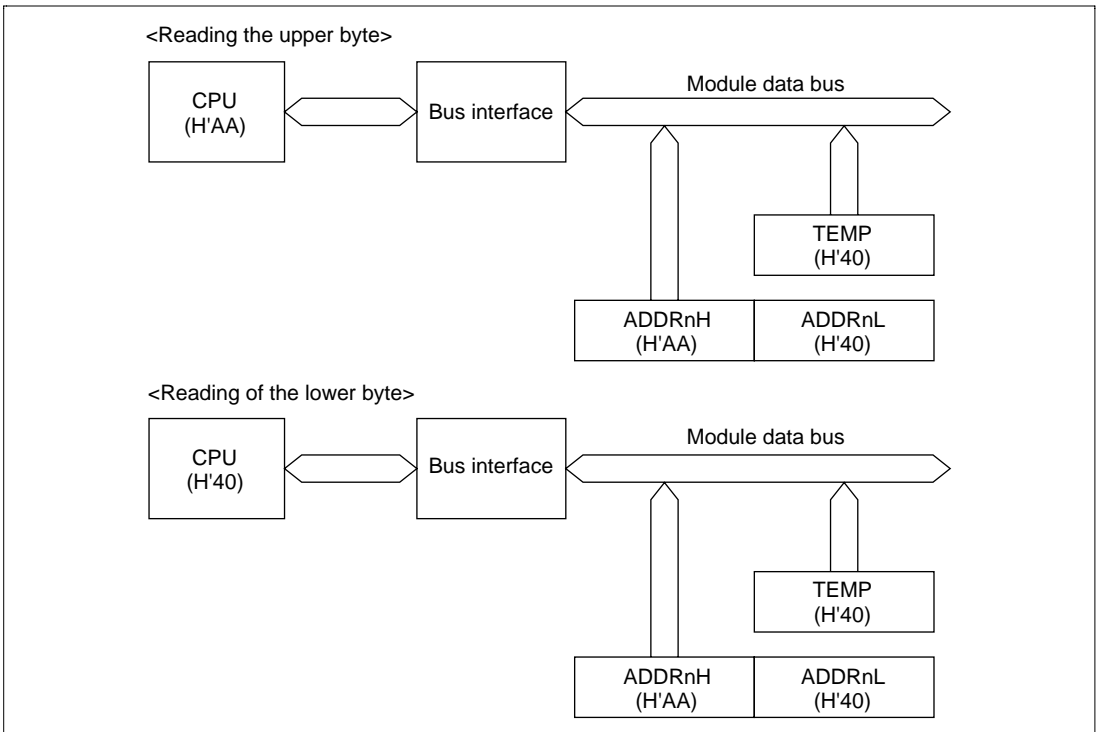 <Reading the upper byte>
CPU
(H'AA)
Bus interface
Module data bus
TEMP
(H'40)
ADDRnH
(H'AA)
ADDRnL
(H'40)
<Reading of the lower byte>
CPU
(H'40)
Bus interface
Module data bus
TEMP
(H'40)
ADDRnH
(H'AA)
ADDRnL
(H'40)